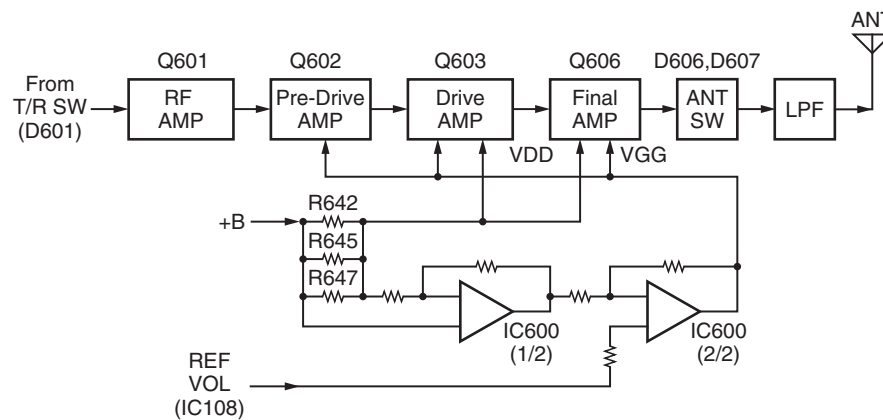 ANT
Q601
Q602
Q603
Q606
D606,D607
From
T/R SW
(D601)
RF
AMP
Pre-Drive
AMP
Drive
AMP
Final
AMP
ANT
SW
LPF
VDD
VGG
+B
R642
R645
R647
IC600
(1/2)
IC600
(2/2)
REF
VOL
(IC108)